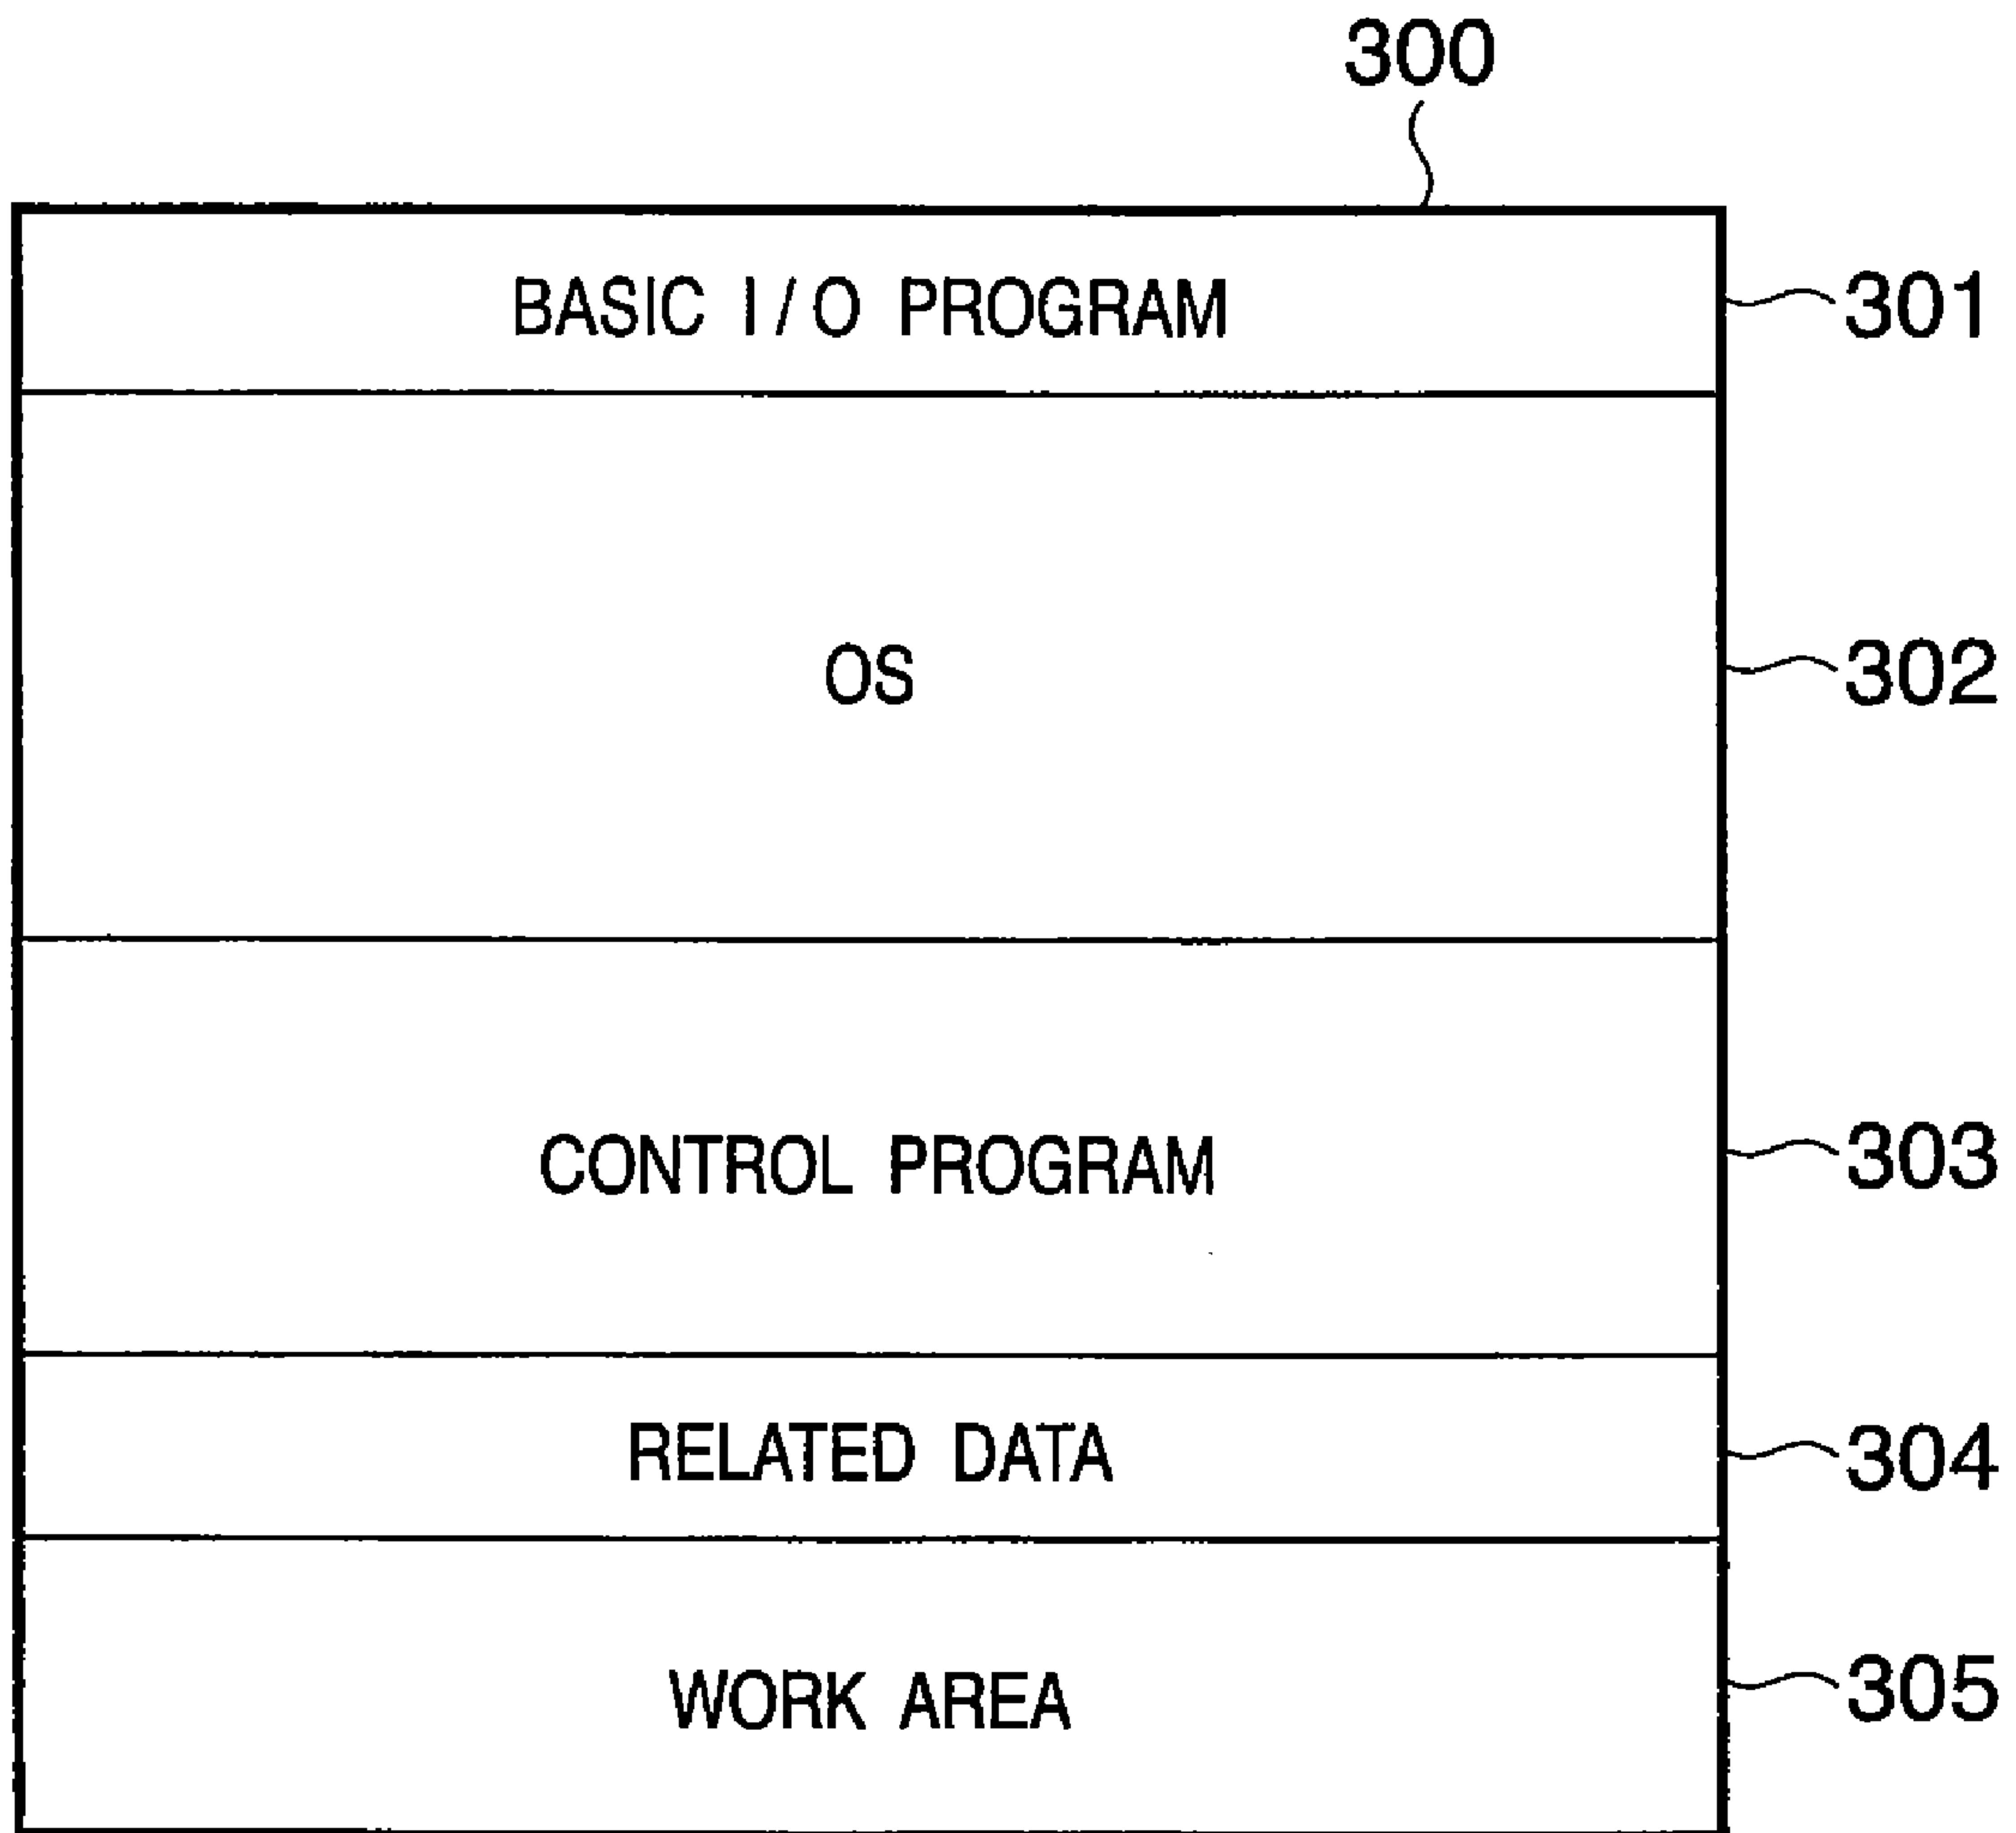 300
BASIC I/O PROGRAM 301
OS 302
CONTROL PROGRAM 303
RELATED DATA 304
WORK AREA 305